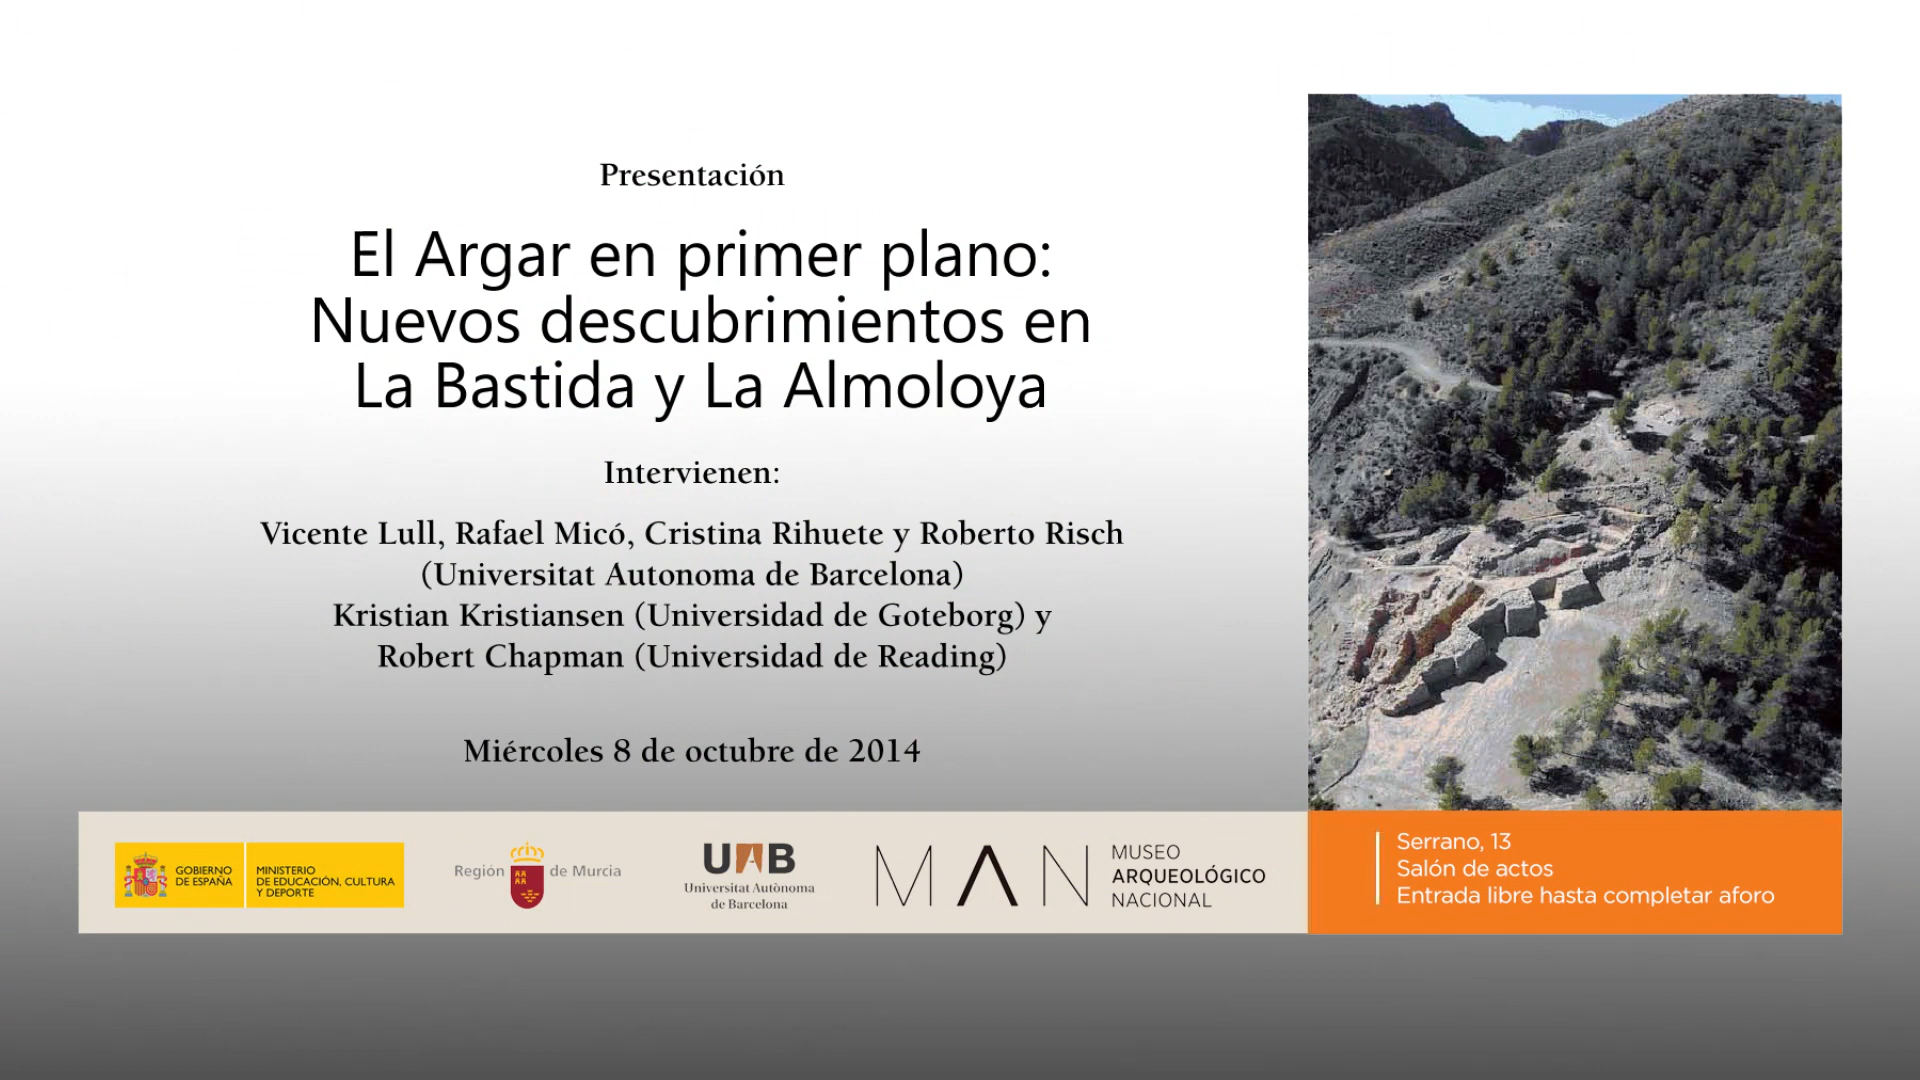 Presentación
El Argar en primer plano:
Nuevos descubrimientos en
La Bastida y La Almoloya
Intervienen:
Vicente Lull, Rafael Micó, Cristina Rihuete y Roberto Risch
(Universitat Autonoma de Barcelona)
Kristian Kristiansen (Universidad de Goteborg) y
Robert Chapman (Universidad de Reading)
Miércoles 8 de octubre de 2014
GOBIERNO
DE ESPAÑA
MINISTERIO
DE EDUCACIÓN, CULTURA
Y DEPORTE
Región de Murcia
UAB
Universitat Autònoma
de Barcelona
MAN
MUSEO
ARQUEOLÓGICO
NACIONAL
Serrano, 13
Salón de actos
Entrada libre hasta completar aforo